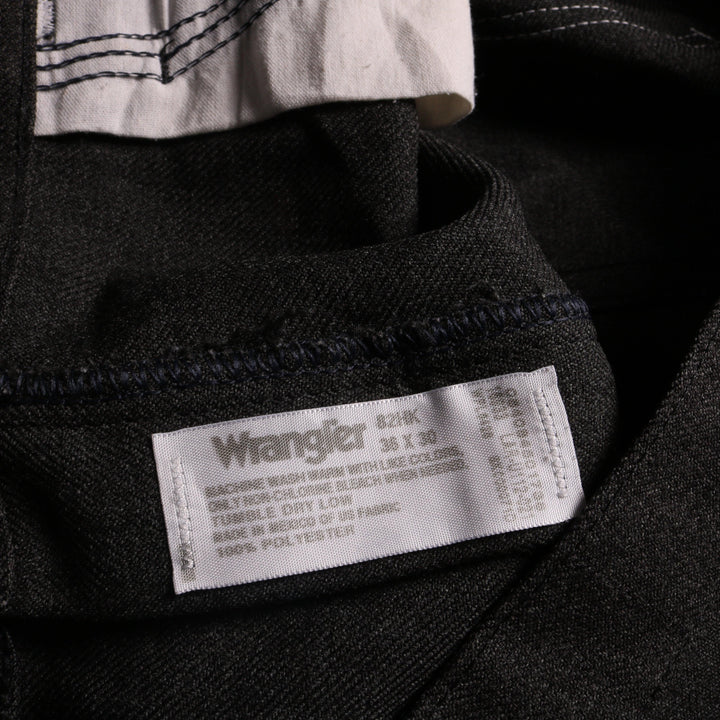 Wrangler 82HK
36 X 30
MACHINE WASH WARM WITH LIKE COLORS.
ONLY NON-CHLORINE BLEACH WHEN NEEDED.
TUMBLE DRY LOW
MADE IN MEXICO OF US FABRIC
100% POLYESTER